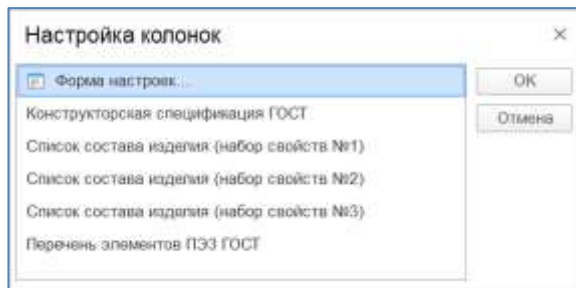 Настройка колонок
Форма настроек...
ОК
Конструкторская спецификация ГОСТ
Отмена
Список состава изделия (набор свойств №1)
Список состава изделия (набор свойств №2)
Список состава изделия (набор свойств №3)
Перечень элементов ПЭЗ ГОСТ